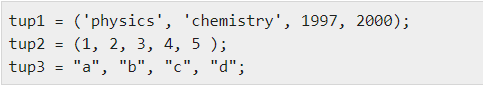 tup1 = ('physics', 'chemistry', 1997, 2000);
tup2 = (1, 2, 3, 4, 5 );
tup3 = "a", "b", "c", "d";